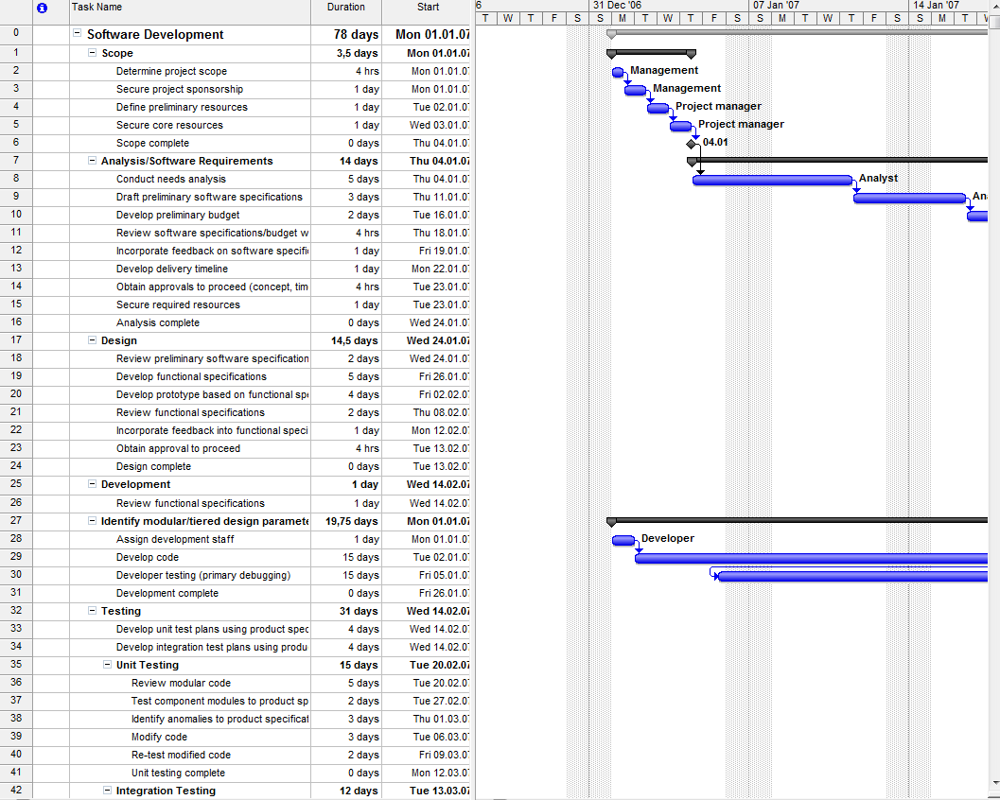 Task Name Duration Start 6 31 Dec '06 07 Jan '07 14 Jan '07
T W T F S S M T W T F S S M T W T F S S M T
0 Software Development 78 days Mon 01.01.07
1 Scope 3,5 days Mon 01.01.07
2 Determine project scope 4 hrs Mon 01.01.07 Management
3 Secure project sponsorship 1 day Mon 01.01.07 Management
4 Define preliminary resources 1 day Tue 02.01.07 Project manager
5 Secure core resources 1 day Wed 03.01.07 Project manager
6 Scope complete 0 days Thu 04.01.07 04.01
7 Analysis/Software Requirements 14 days Thu 04.01.07
8 Conduct needs analysis 5 days Thu 04.01.07 Analyst
9 Draft preliminary software specifications 3 days Thu 11.01.07 An
10 Develop preliminary budget 2 days Tue 16.01.07
11 Review software specifications/budget w 4 hrs Thu 18.01.07
12 Incorporate feedback on software specifi 1 day Fri 19.01.07
13 Develop delivery timeline 1 day Mon 22.01.07
14 Obtain approvals to proceed (concept, tim 4 hrs Tue 23.01.07
15 Secure required resources 1 day Tue 23.01.07
16 Analysis complete 0 days Wed 24.01.07
17 Design 14,5 days Wed 24.01.07
18 Review preliminary software specification 2 days Wed 24.01.07
19 Develop functional specifications 5 days Fri 26.01.07
20 Develop prototype based on functional sp 4 days Fri 02.02.07
21 Review functional specifications 2 days Thu 08.02.07
22 Incorporate feedback into functional speci 1 day Mon 12.02.07
23 Obtain approval to proceed 4 hrs Tue 13.02.07
24 Design complete 0 days Tue 13.02.07
25 Development 1 day Wed 14.02.07
26 Review functional specifications 1 day Wed 14.02.07
27 Identify modular/tiered design paramete 19,75 days Mon 01.01.07
28 Assign development staff 1 day Mon 01.01.07 Developer
29 Develop code 15 days Tue 02.01.07
30 Developer testing (primary debugging) 15 days Fri 05.01.07
31 Development complete 0 days Fri 26.01.07
32 Testing 31 days Wed 14.02.07
33 Develop unit test plans using product spec 4 days Wed 14.02.07
34 Develop integration test plans using produ 4 days Wed 14.02.07
35 Unit Testing 15 days Tue 20.02.07
36 Review modular code 5 days Tue 20.02.07
37 Test component modules to product sp 2 days Tue 27.02.07
38 Identify anomalies to product specificat 3 days Thu 01.03.07
39 Modify code 3 days Tue 06.03.07
40 Re-test modified code 2 days Fri 09.03.07
41 Unit testing complete 0 days Mon 12.03.07
42 Integration Testing 12 days Tue 13.03.07